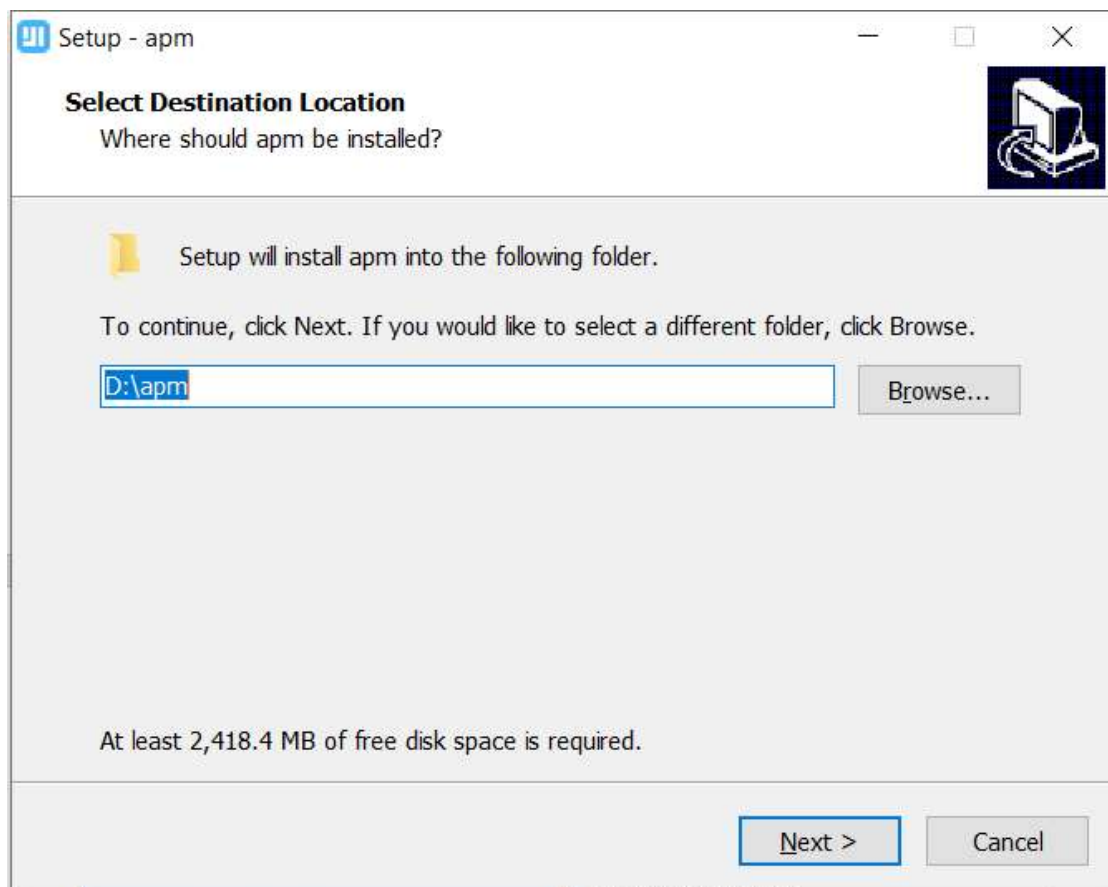 Setup - apm
Select Destination Location
Where should apm be installed?
Setup will install apm into the following folder.
To continue, click Next. If you would like to select a different folder, click Browse.
D:\apm
Browse...
At least 2,418.4 MB of free disk space is required.
Next >
Cancel